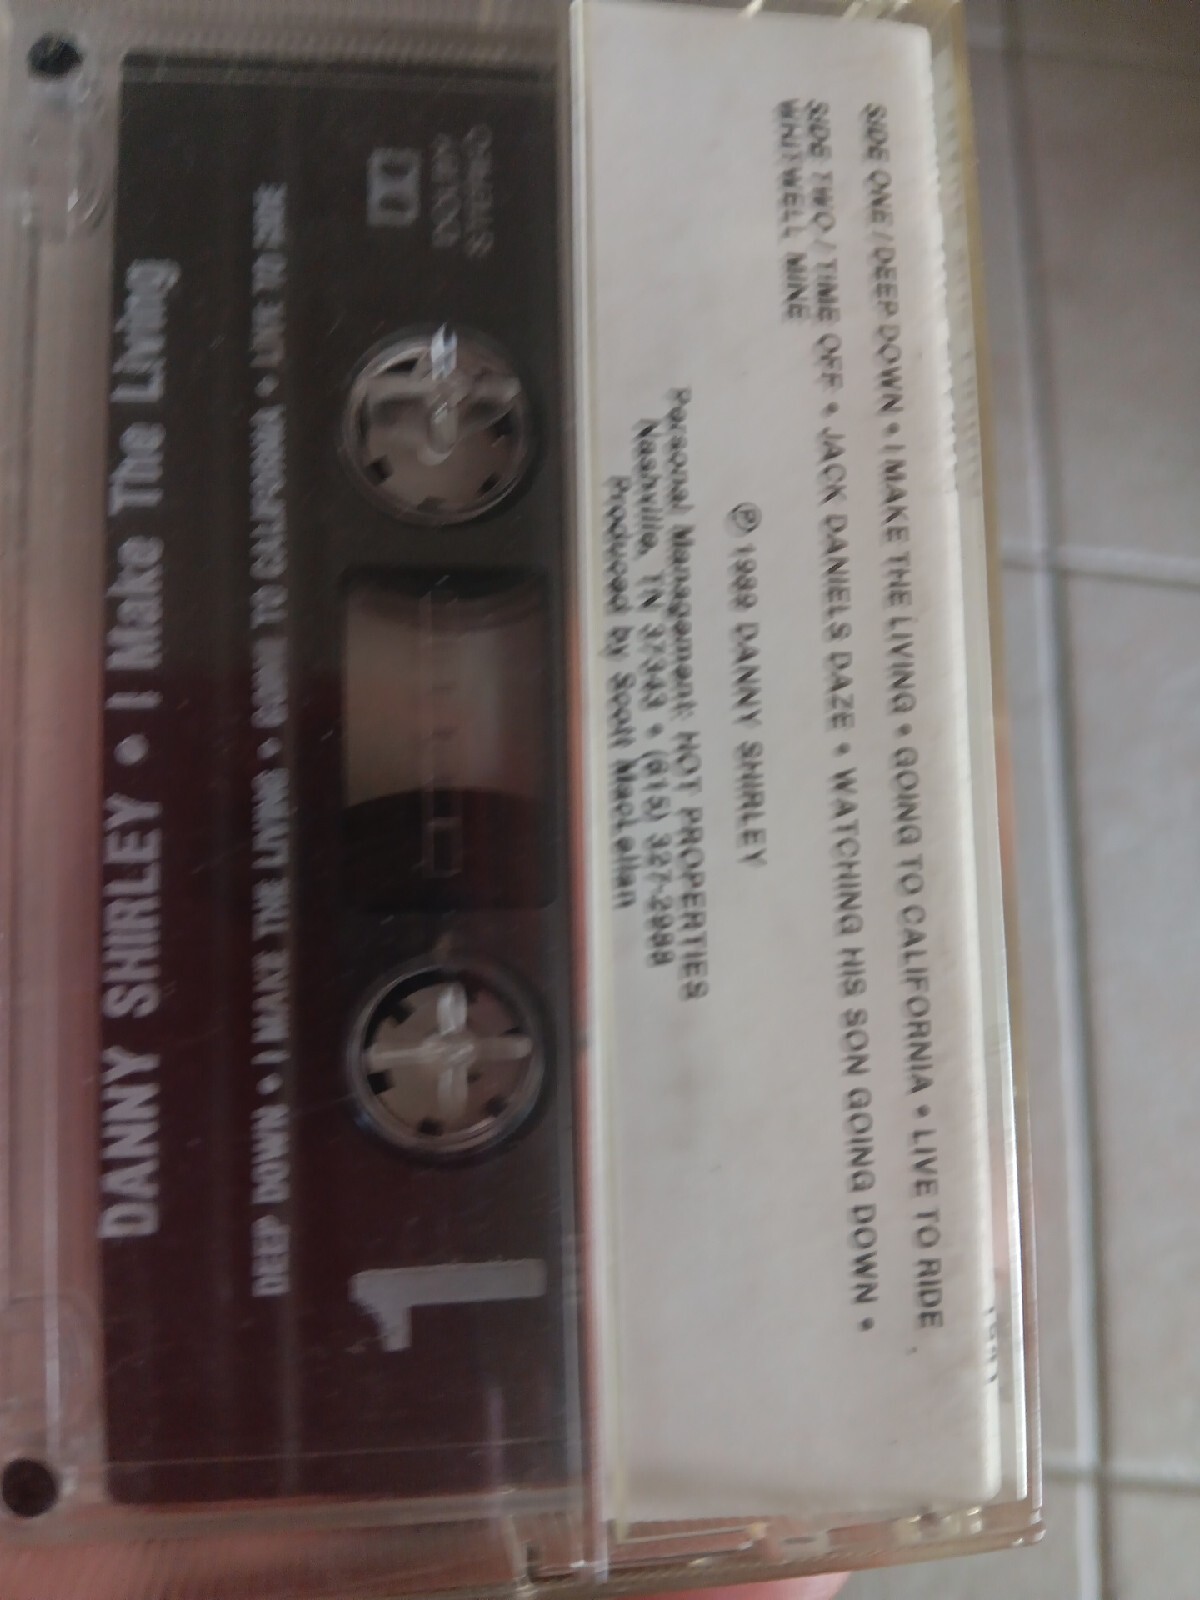 SIDE ONE/DEEP DOWN • I MAKE THE LIVING • GOING TO CALIFORNIA • LIVE TO RIDE
SIDE TWO/TIME OFF • JACK DANIELS DAZE • WATCHING HIS SON GOING DOWN •
WHITWELL MINE
℗ 1989 DANNY SHIRLEY
Personal Management: HOT PROPERTIES
Nashville, TN 37343 • (615) 327-2988
Produced by Scott MacLellan
DANNY SHIRLEY • I Make The Living
DEEP DOWN • I MAKE THE LIVING • GOING TO CALIFORNIA • LIVE TO RIDE
1
STEREO
DOLBY